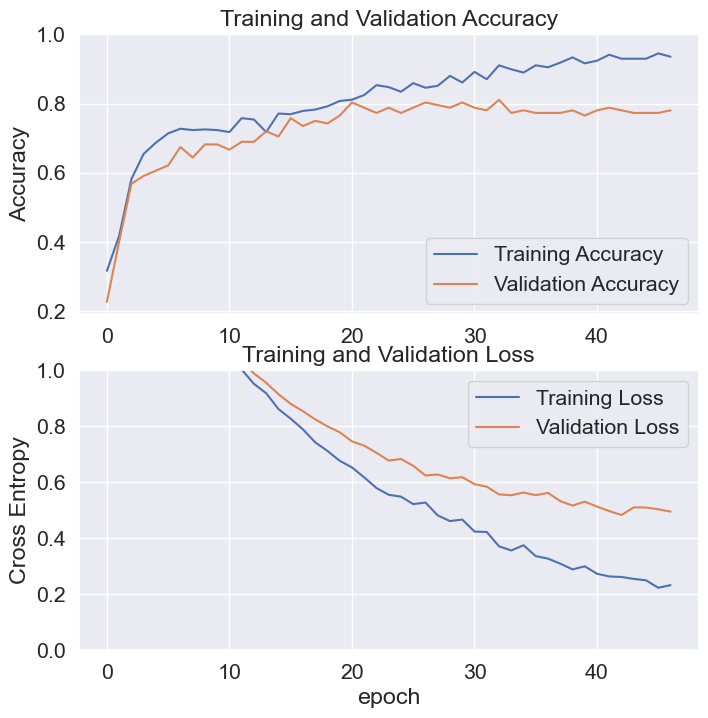 Training and Validation Accuracy
1.0
0.8
0.6
0.4
0.2
Accuracy
Training Accuracy
Validation Accuracy
0 10 20 30 40
Training and Validation Loss
1.0
0.8
0.6
0.4
0.2
0.0
Cross Entropy
Training Loss
Validation Loss
0 10 20 30 40
epoch